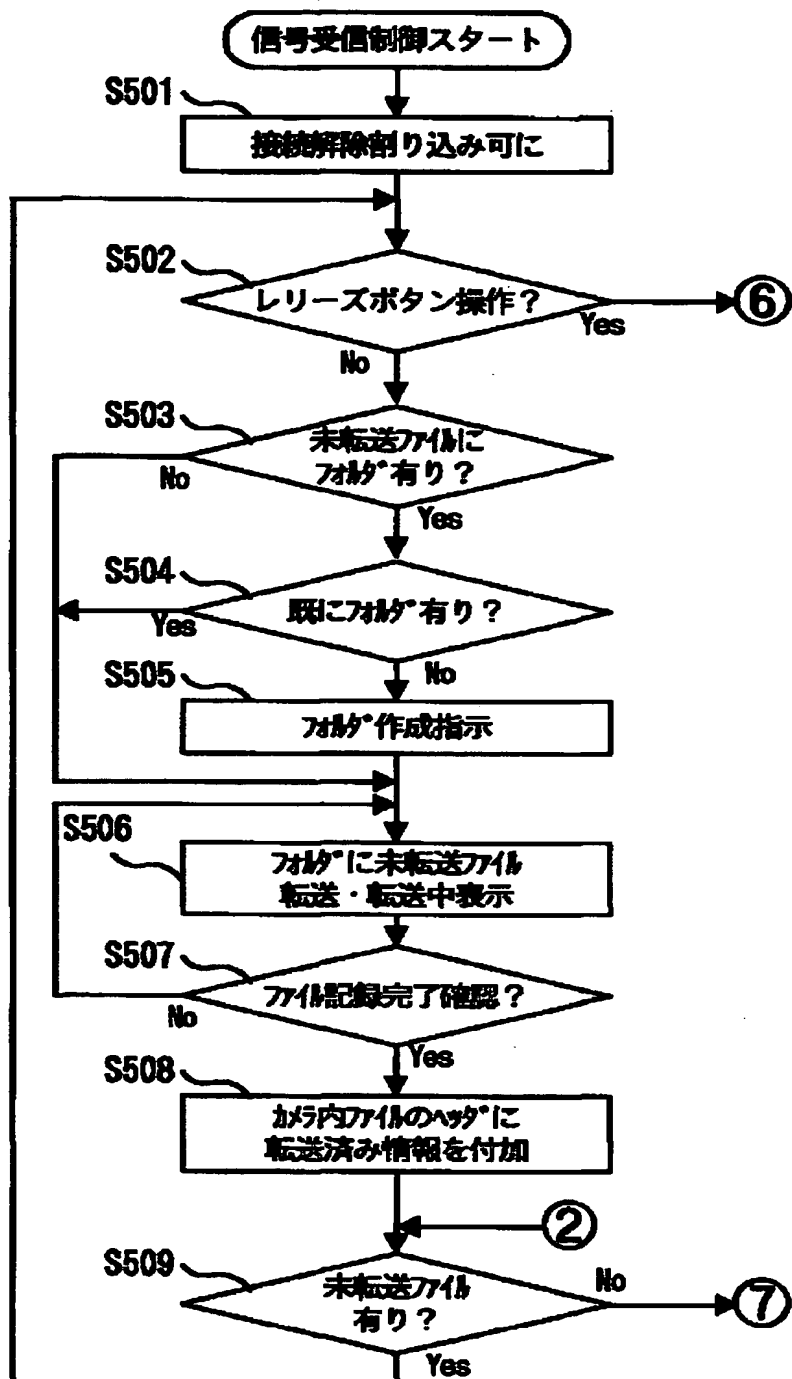 信号受信制御スタート
S501
接続解除割り込み可に
S502
レリーズボタン操作？
Yes
⑥
No
S503
未転送ファイルに
フォルダ有り？
No
Yes
S504
既にフォルダ有り？
Yes
No
S505
フォルダ作成指示
S506
フォルダに未転送ファイル
転送・転送中表示
S507
ファイル記録完了確認？
No
Yes
S508
カメラ内ファイルのヘッダに
転送済み情報を付加
②
S509
未転送ファイル
有り？
No
⑦
Yes